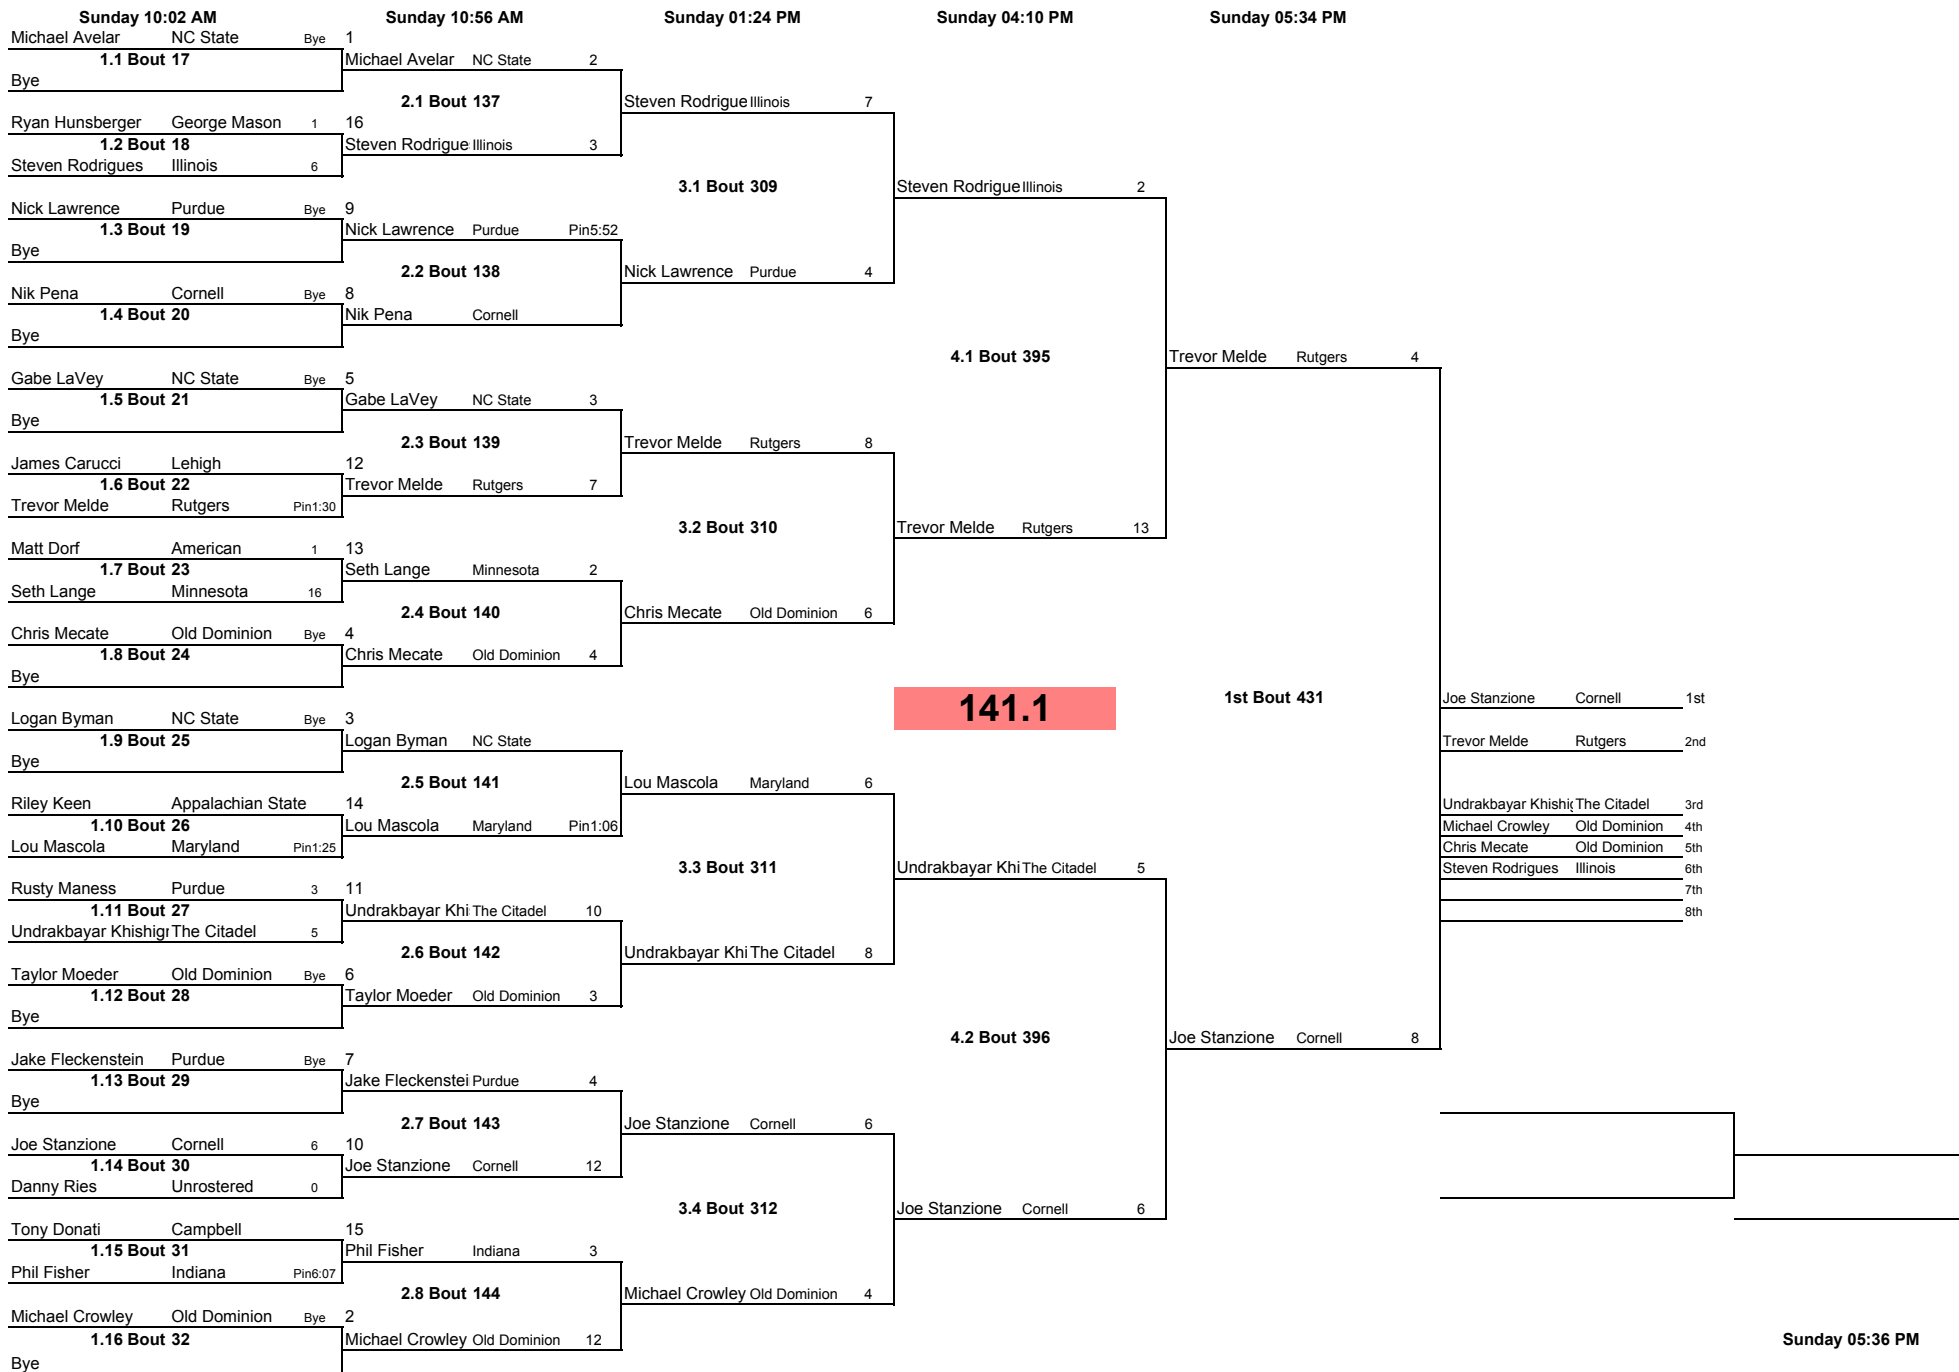 Sunday 10:02 AM Sunday 10:56 AM Sunday 01:24 PM Sunday 04:10 PM Sunday 05:34 PM
Michael Avelar NC State Bye 1
1.1 Bout 17 Michael Avelar NC State 2
Bye
2.1 Bout 137 Steven Rodrigue Illinois 7
Ryan Hunsberger George Mason 1 16
1.2 Bout 18 Steven Rodrigue Illinois 3
Steven Rodrigues Illinois 6
3.1 Bout 309 Steven Rodrigue Illinois 2
Nick Lawrence Purdue Bye 9
1.3 Bout 19 Nick Lawrence Purdue Pin5:52
Bye
2.2 Bout 138 Nick Lawrence Purdue 4
Nik Pena Cornell Bye 8
1.4 Bout 20 Nik Pena Cornell
Bye
4.1 Bout 395 Trevor Melde Rutgers 4
Gabe LaVey NC State Bye 5
1.5 Bout 21 Gabe LaVey NC State 3
Bye
2.3 Bout 139 Trevor Melde Rutgers 8
James Carucci Lehigh 12
1.6 Bout 22 Trevor Melde Rutgers 7
Trevor Melde Rutgers Pin1:30
3.2 Bout 310 Trevor Melde Rutgers 13
Matt Dorf American 1 13
1.7 Bout 23 Seth Lange Minnesota 2
Seth Lange Minnesota 16
2.4 Bout 140 Chris Mecate Old Dominion 6
Chris Mecate Old Dominion Bye 4
1.8 Bout 24 Chris Mecate Old Dominion 4
Bye
141.1 1st Bout 431 Joe Stanzione Cornell 1st
Logan Byman NC State Bye 3
1.9 Bout 25 Logan Byman NC State Trevor Melde Rutgers 2nd
Bye
2.5 Bout 141 Lou Mascola Maryland 6
Riley Keen Appalachian State 14 Undrakbayar Khishig The Citadel 3rd
1.10 Bout 26 Lou Mascola Maryland Pin1:06 Michael Crowley Old Dominion 4th
Lou Mascola Maryland Pin1:25 Chris Mecate Old Dominion 5th
3.3 Bout 311 Undrakbayar Khi The Citadel 5 Steven Rodrigues Illinois 6th
Rusty Maness Purdue 3 11 7th
1.11 Bout 27 Undrakbayar Khi The Citadel 10 8th
Undrakbayar Khishigr The Citadel 5
2.6 Bout 142 Undrakbayar Khi The Citadel 8
Taylor Moeder Old Dominion Bye 6
1.12 Bout 28 Taylor Moeder Old Dominion 3
Bye
4.2 Bout 396 Joe Stanzione Cornell 8
Jake Fleckenstein Purdue Bye 7
1.13 Bout 29 Jake Fleckenstei Purdue 4
Bye
2.7 Bout 143 Joe Stanzione Cornell 6
Joe Stanzione Cornell 6 10
1.14 Bout 30 Joe Stanzione Cornell 12
Danny Ries Unrostered 0
3.4 Bout 312 Joe Stanzione Cornell 6
Tony Donati Campbell 15
1.15 Bout 31 Phil Fisher Indiana 3
Phil Fisher Indiana Pin6:07
2.8 Bout 144 Michael Crowley Old Dominion 4
Michael Crowley Old Dominion Bye 2
1.16 Bout 32 Michael Crowley Old Dominion 12 Sunday 05:36 PM
Bye